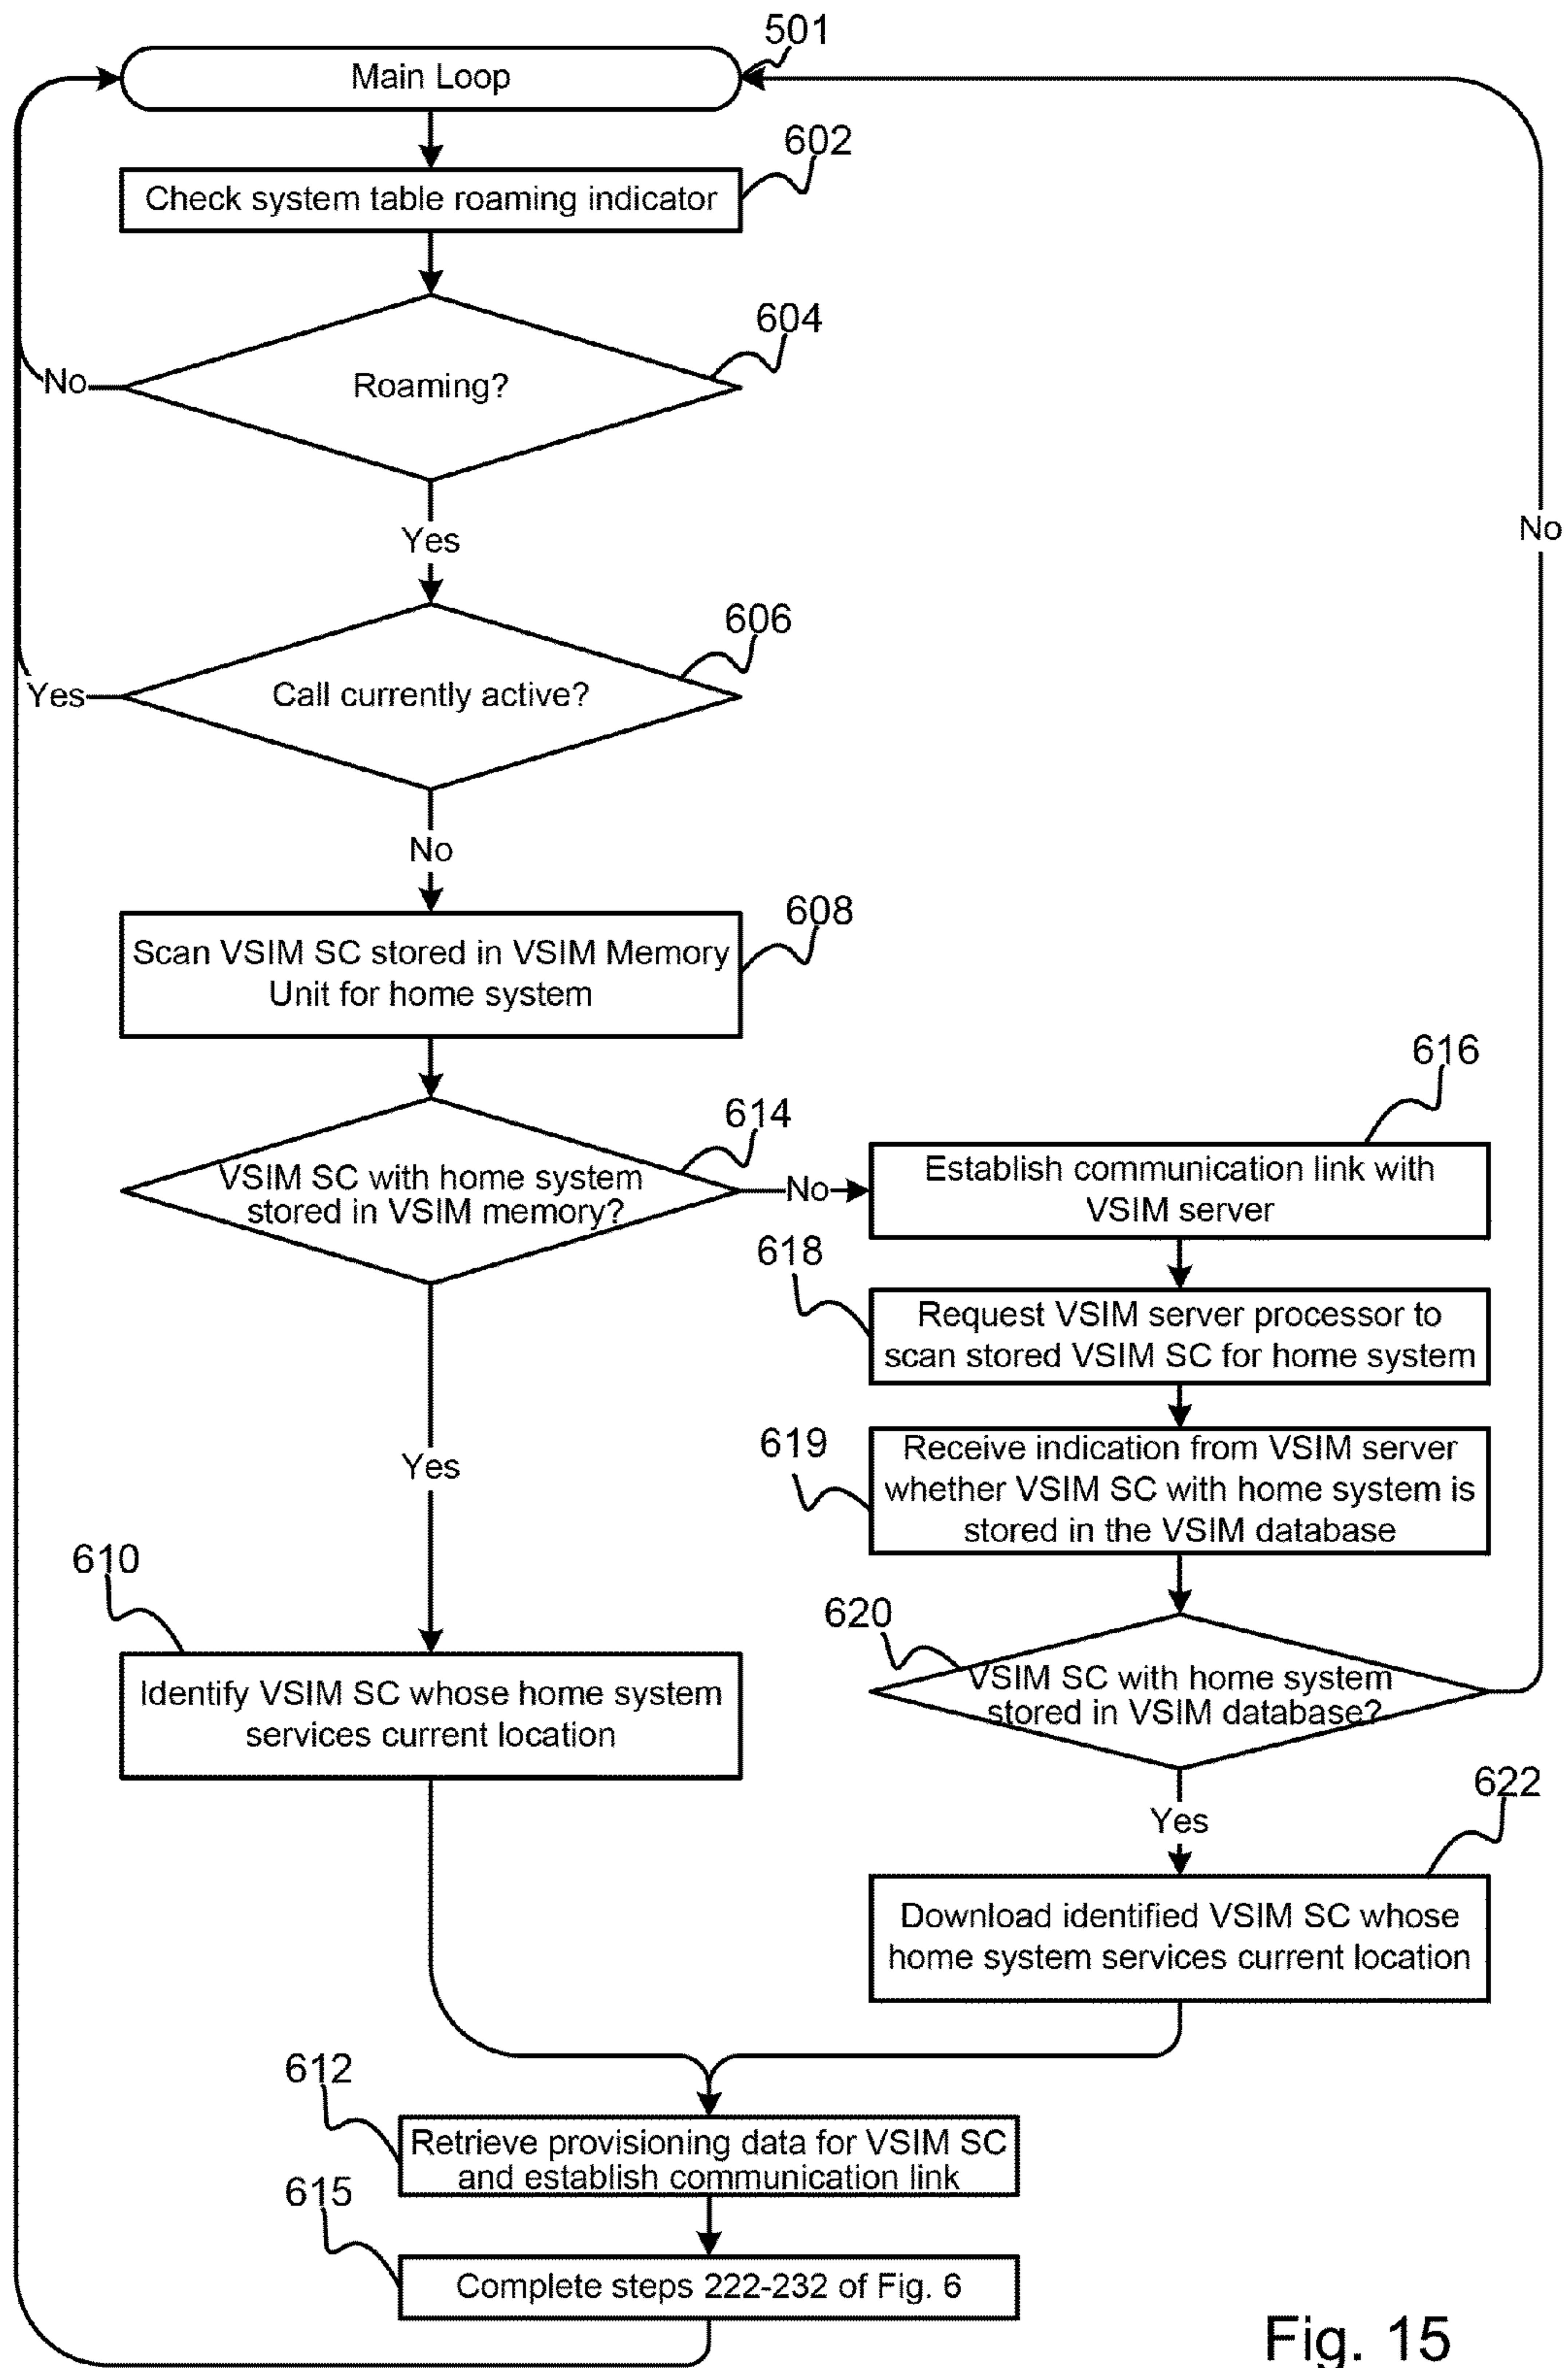 501
Main Loop
602
Check system table roaming indicator
604
Roaming?
No
Yes
606
Call currently active?
Yes
No
No
608
Scan VSIM SC stored in VSIM Memory
Unit for home system
614
VSIM SC with home system
stored in VSIM memory?
No
Yes
616
Establish communication link with
VSIM server
618
Request VSIM server processor to
scan stored VSIM SC for home system
619
Receive indication from VSIM server
whether VSIM SC with home system is
stored in the VSIM database
620
VSIM SC with home system
stored in VSIM database?
Yes
610
Identify VSIM SC whose home system
services current location
622
Download identified VSIM SC whose
home system services current location
612
Retrieve provisioning data for VSIM SC
and establish communication link
615
Complete steps 222-232 of Fig. 6
Fig. 15